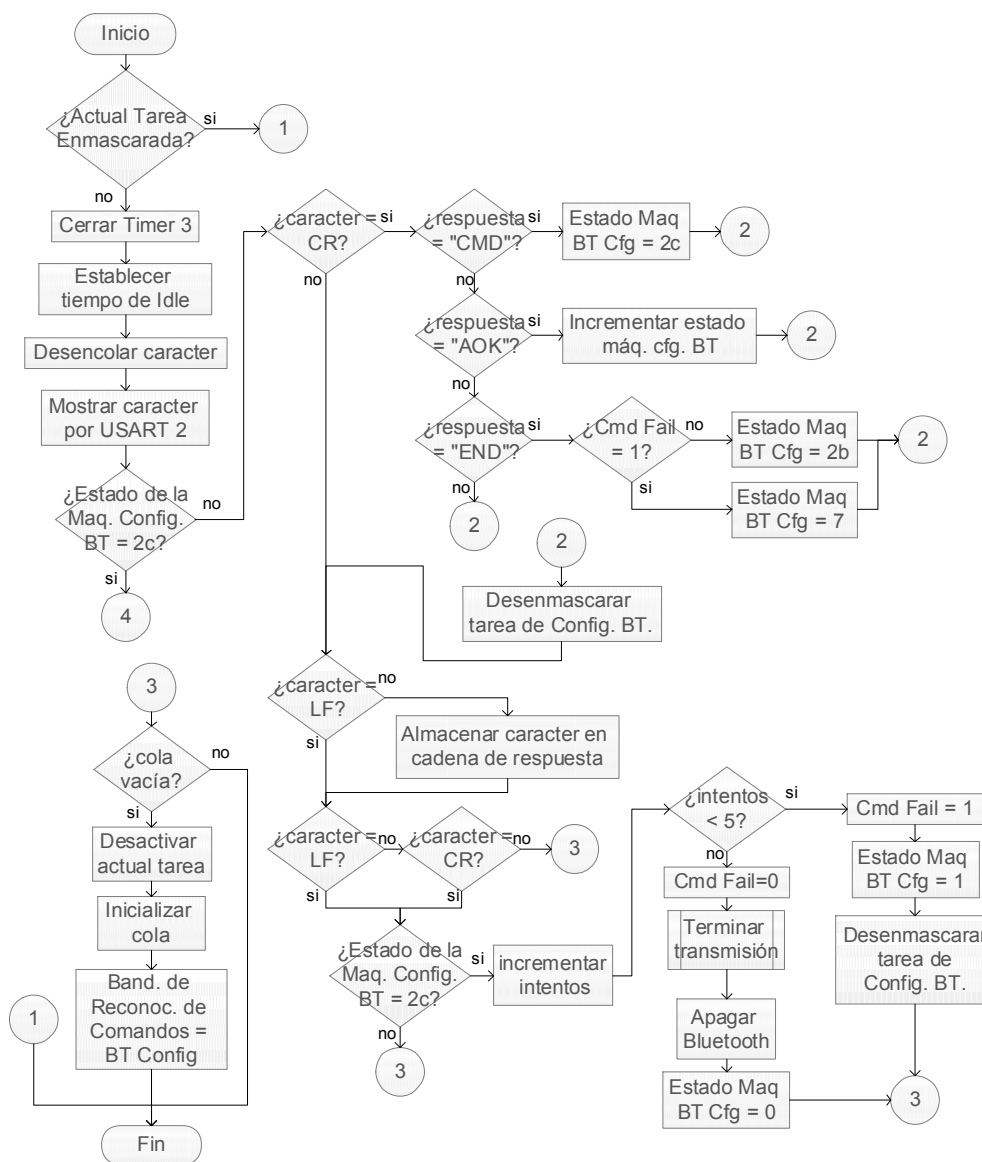 Inicio
¿Actual Tarea
Enmascarada?
si
1
no
Cerrar Timer 3
Establecer
tiempo de Idle
Desencolar caracter
Mostrar caracter
por USART 2
¿Estado de la
Maq. Config.
BT = 2c?
no
si
4
¿caracter =
CR?
si
no
¿respuesta
= "CMD"?
si
no
Estado Maq
BT Cfg = 2c
2
¿respuesta
= "AOK"?
si
no
Incrementar estado
máq. cfg. BT
2
¿respuesta
= "END"?
si
no
2
¿Cmd Fail
= 1?
no
si
Estado Maq
BT Cfg = 2b
Estado Maq
BT Cfg = 7
2
2
Desenmascarar
tarea de Config. BT.
¿caracter =
LF?
no
si
Almacenar caracter en
cadena de respuesta
¿caracter =
LF?
no
si
¿caracter =
CR?
no
si
3
¿Estado de la
Maq. Config.
BT = 2c?
si
no
3
incrementar
intentos
¿intentos
< 5?
si
no
Cmd Fail=0
Terminar
transmisión
Apagar
Bluetooth
Estado Maq
BT Cfg = 0
Cmd Fail = 1
Estado Maq
BT Cfg = 1
Desenmascarar
tarea de
Config. BT.
3
3
¿cola
vacía?
no
si
Desactivar
actual tarea
Inicializar
cola
Band. de
Reconoc. de
Comandos =
BT Config
1
Fin